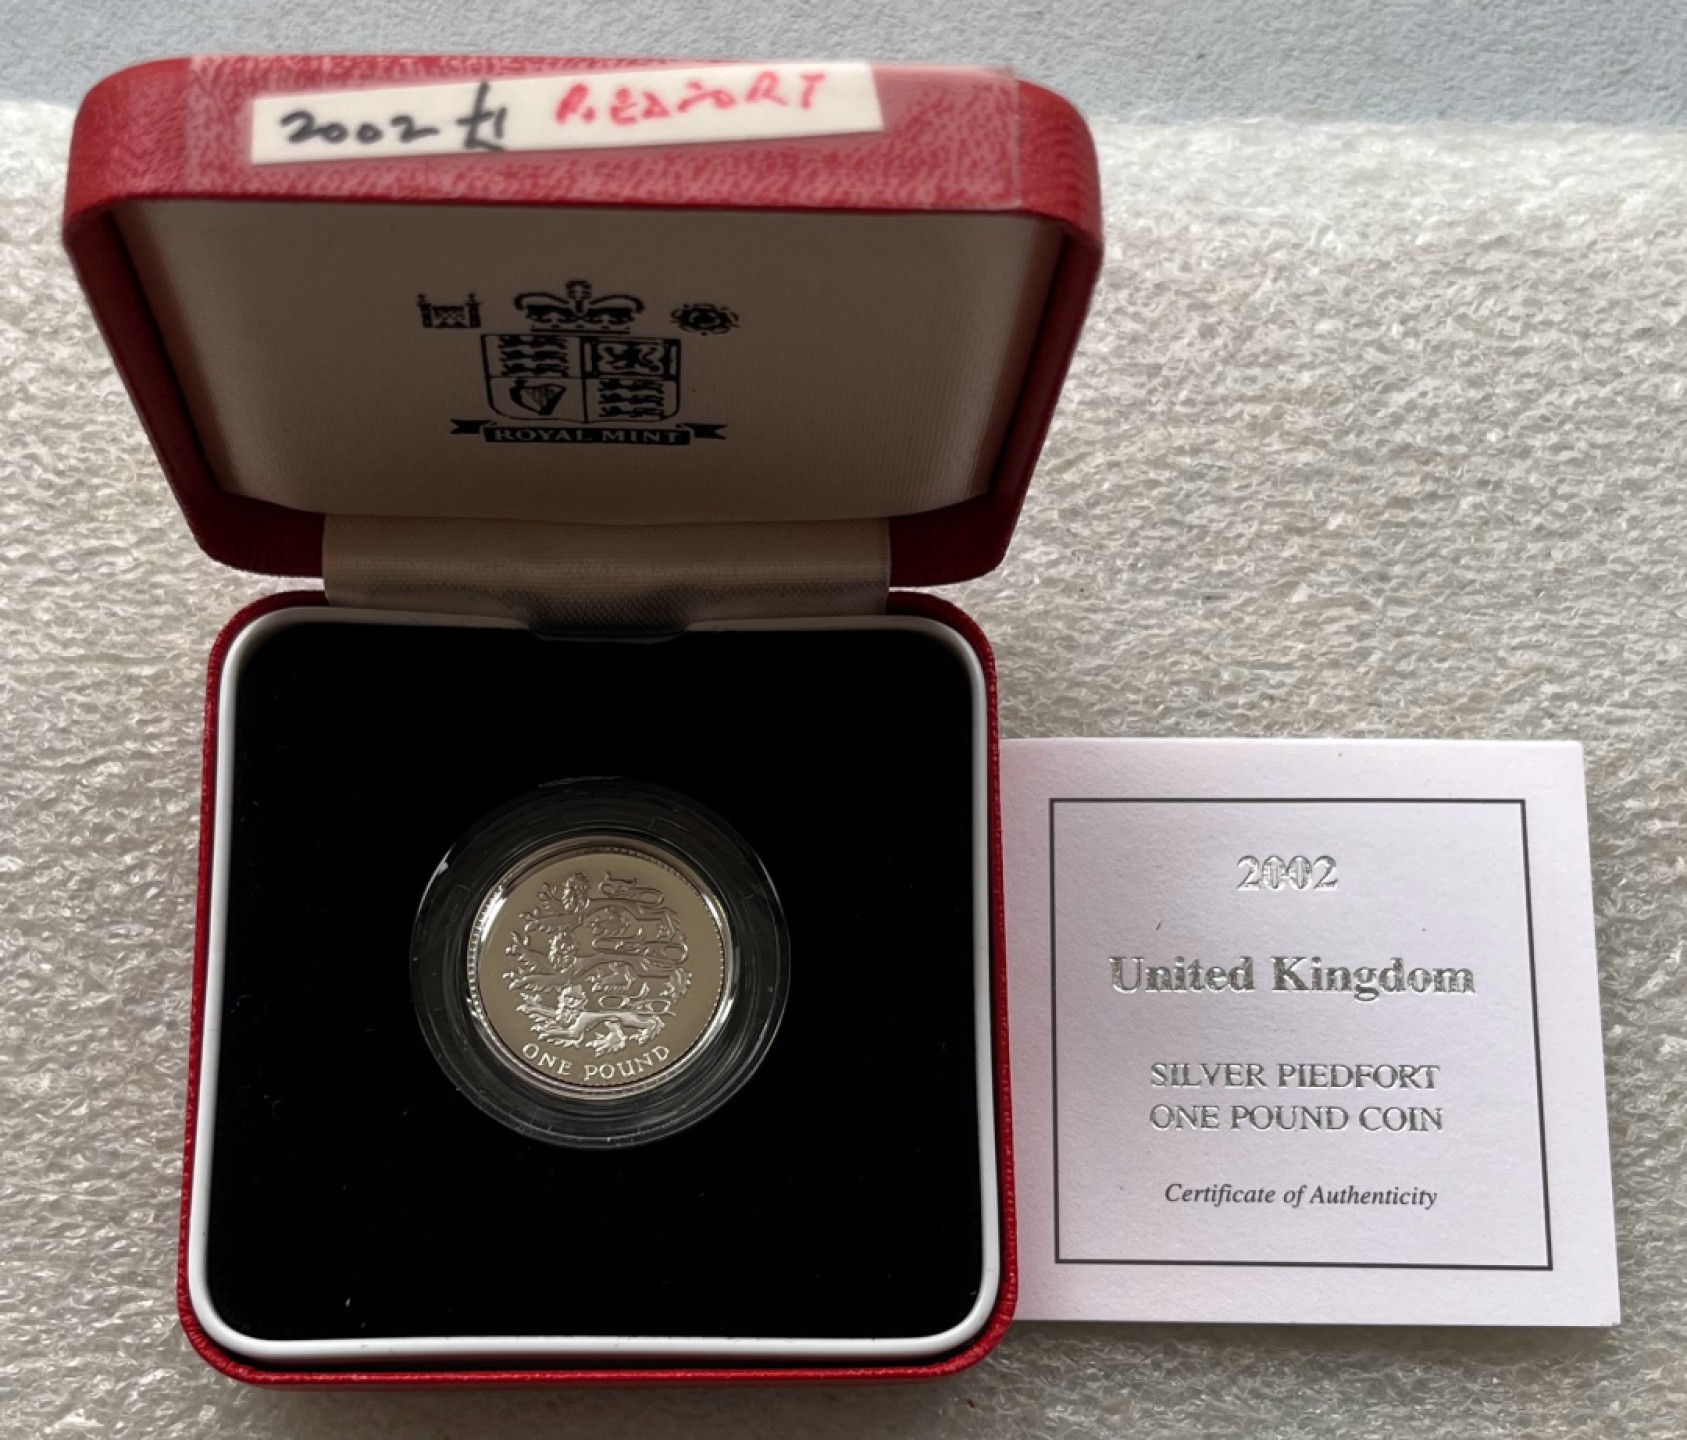 2002 £1 PIEDFORT
ROYAL MINT
ONE POUND
2002
United Kingdom
SILVER PIEDFORT
ONE POUND COIN
Certificate of Authenticity